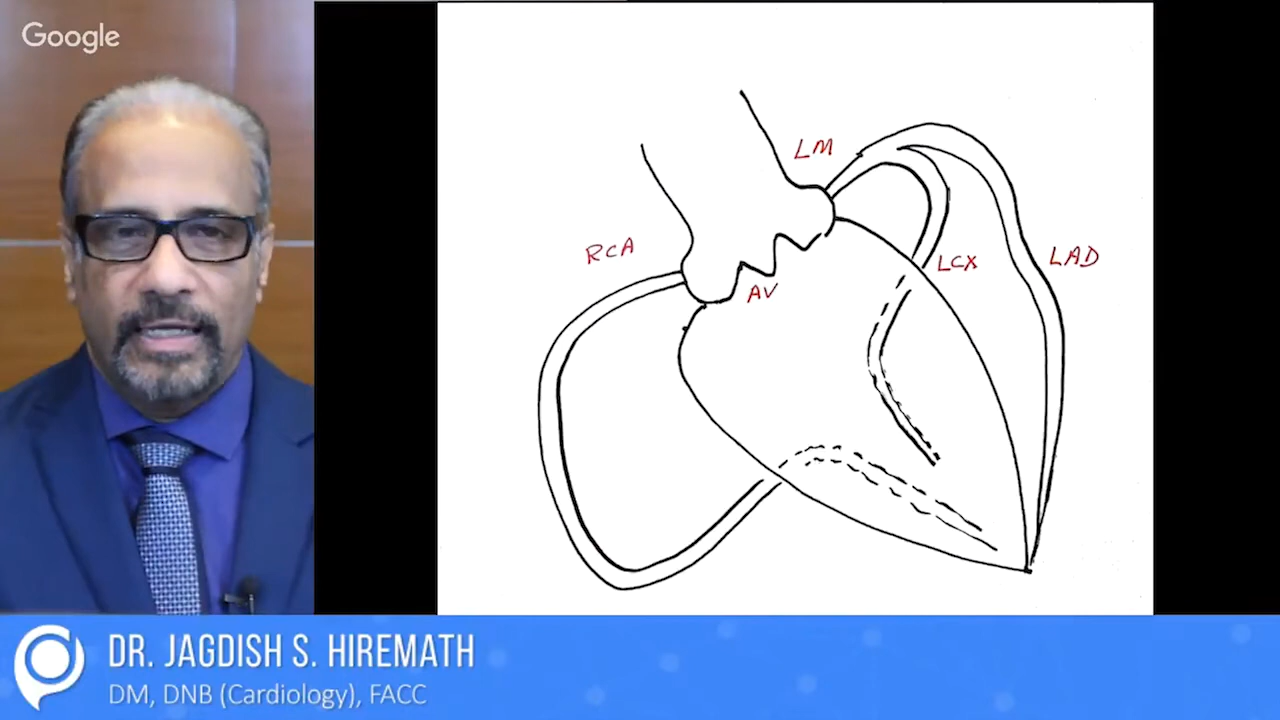 Google
LM
RCA
LCX
LAD
AV
DR. JAGDISH S. HIREMATH
DM, DNB (Cardiology), FACC